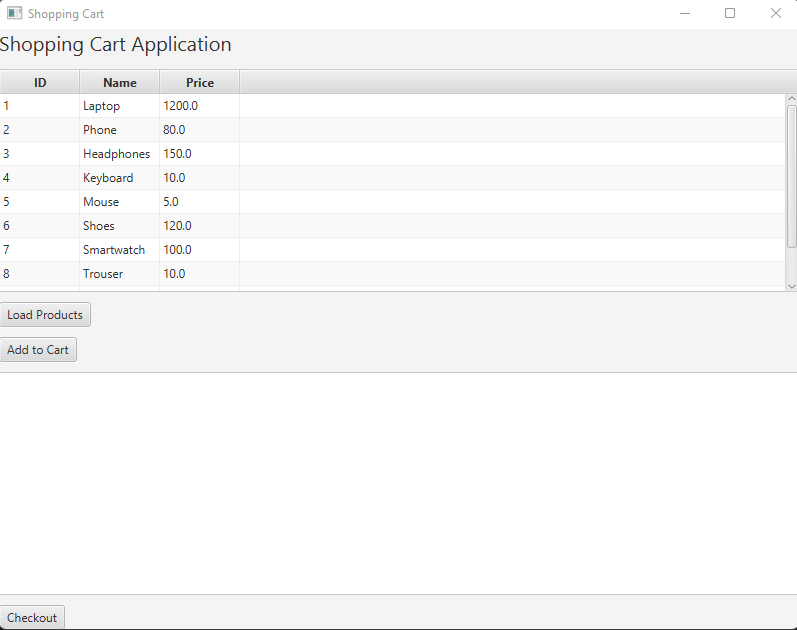 Shopping Cart
Shopping Cart Application
ID Name Price
1 Laptop 1200.0
2 Phone 80.0
3 Headphones 150.0
4 Keyboard 10.0
5 Mouse 5.0
6 Shoes 120.0
7 Smartwatch 100.0
8 Trouser 10.0
Load Products
Add to Cart
Checkout